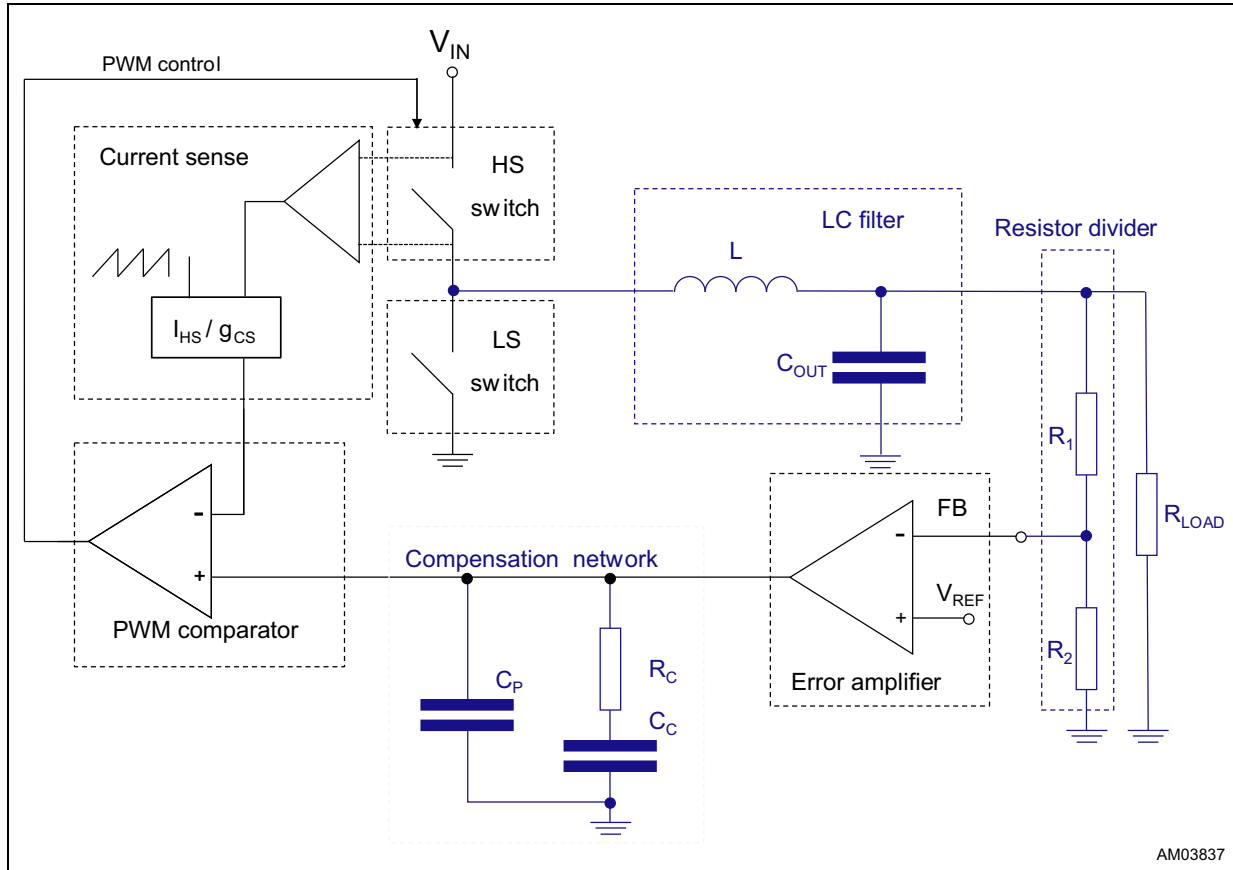 V_IN
PWM control
Current sense
HS
switch
LC filter
Resistor divider
L
I_HS / g_CS
LS
switch
C_OUT
R_1
FB
R_LOAD
Compensation network
-
-
+
V_REF
+
PWM comparator
R_2
C_P
R_C
C_C
Error amplifier
AM03837